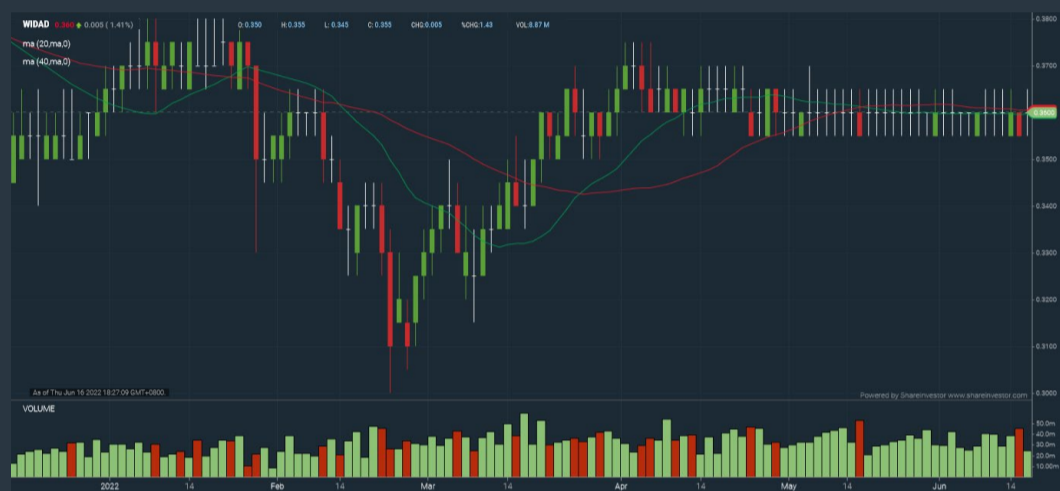 WIDAD 0.360 0.005 ( 1.41%) O:0.350 H:0.355 L: 0.345 C: 0.355 CHG:0.005 %CHG:1.43 VOL:8.87 M
ma (20,ma,0)
ma (40,ma,0)
0.3800
0.3700
0.3600
0.3500
0.3400
0.3300
0.3200
0.3100
0.3000
As of Thu Jun 16 2022 18:27:09 GMT+0800.
Powered by ShareInvestor www.shareinvestor.com
VOLUME
50.0m
40.0m
30.0m
20.0m
10.00m
2022 14 Feb 14 Mar 14 Apr 14 May 14 Jun 14